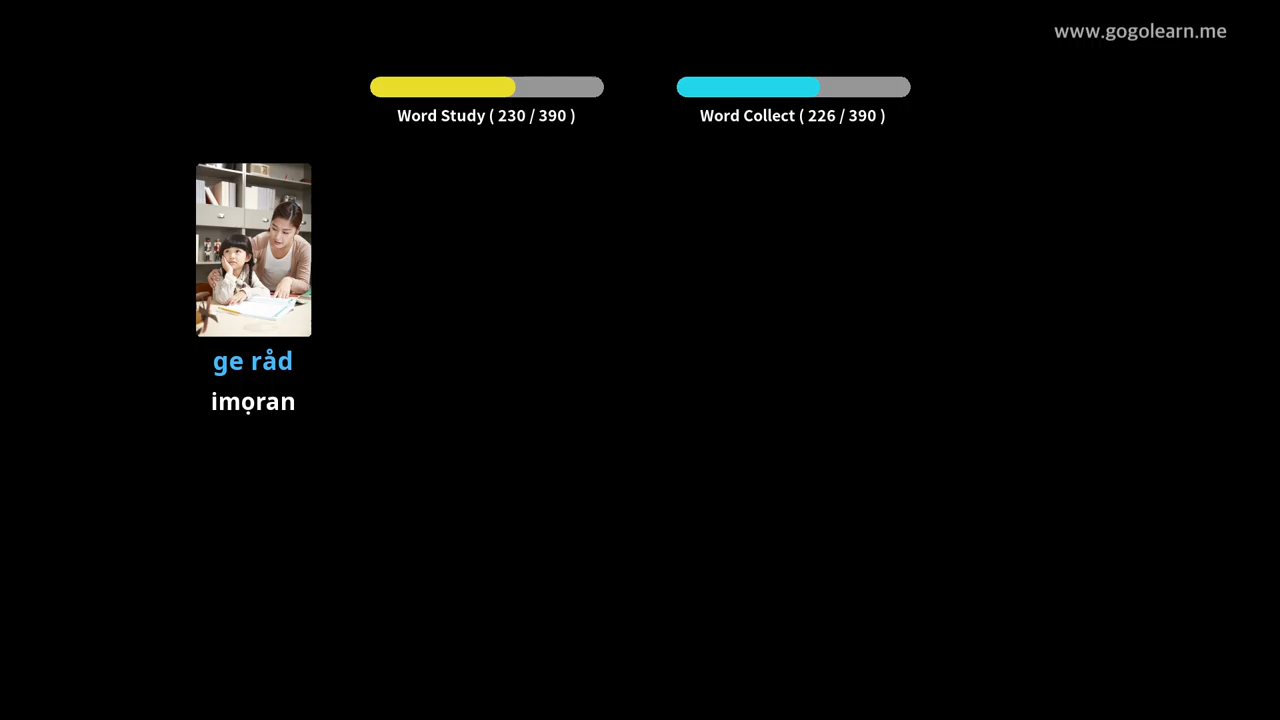 www.gogolearn.me
Word Study ( 230 / 390 )
Word Collect ( 226 / 390 )
ge råd
imọran